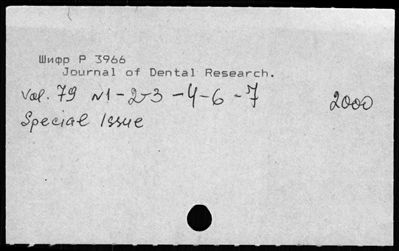 Шифр P 3966
Journal of Dental Research.
Vol. 79 N1-2-3-4-6-7 2000
Special Issue